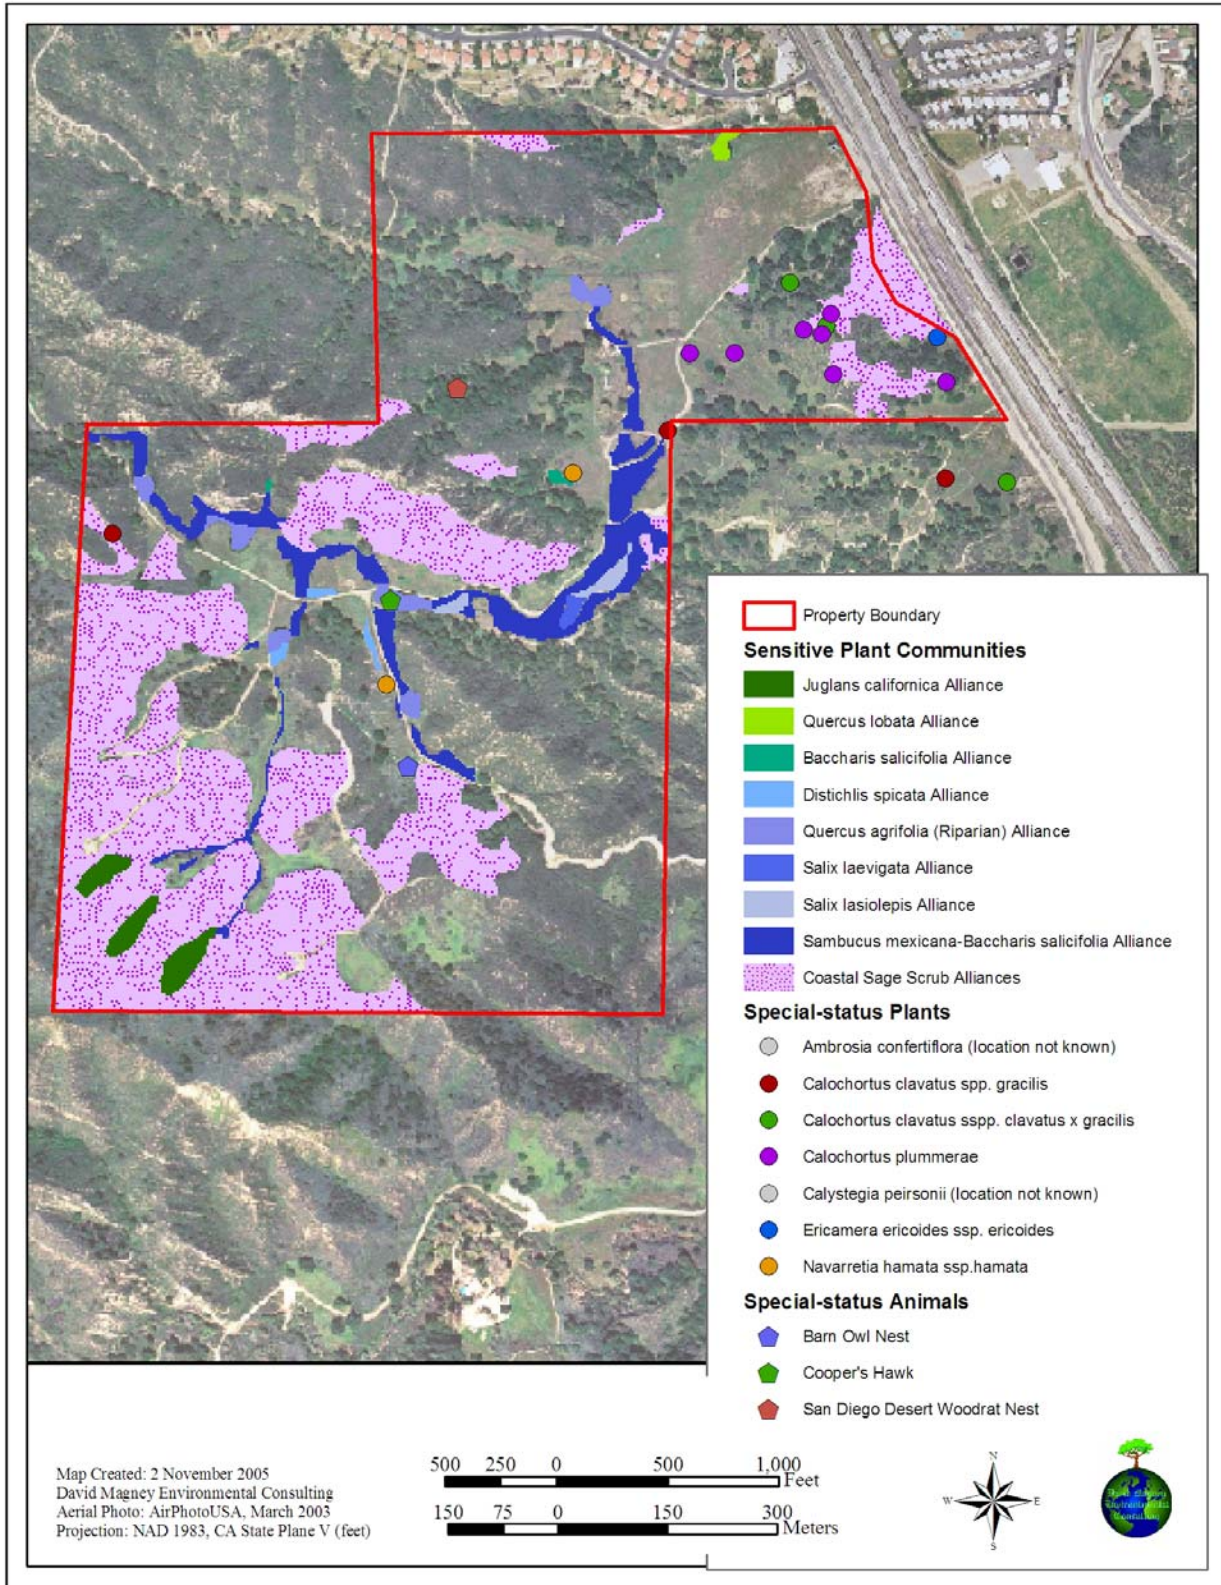 Property Boundary
Sensitive Plant Communities
Juglans californica Alliance
Quercus lobata Alliance
Baccharis salicifolia Alliance
Distichlis spicata Alliance
Quercus agrifolia (Riparian) Alliance
Salix laevigata Alliance
Salix lasiolepis Alliance
Sambucus mexicana-Baccharis salicifolia Alliance
Coastal Sage Scrub Alliances
Special-status Plants
Ambrosia confertiflora (location not known)
Calochortus clavatus spp. gracilis
Calochortus clavatus sspp. clavatus x gracilis
Calochortus plummerae
Calystegia peirsonii (location not known)
Ericamera ericoides ssp. ericoides
Navarretia hamata ssp.hamata
Special-status Animals
Barn Owl Nest
Cooper's Hawk
San Diego Desert Woodrat Nest
Map Created: 2 November 2005
David Magney Environmental Consulting
Aerial Photo: AirPhotoUSA, March 2003
Projection: NAD 1983, CA State Plane V (feet)
500 250 0 500 1,000
Feet
150 75 0 150 300
Meters
N
W E
S
David Magney
Environmental
Consulting